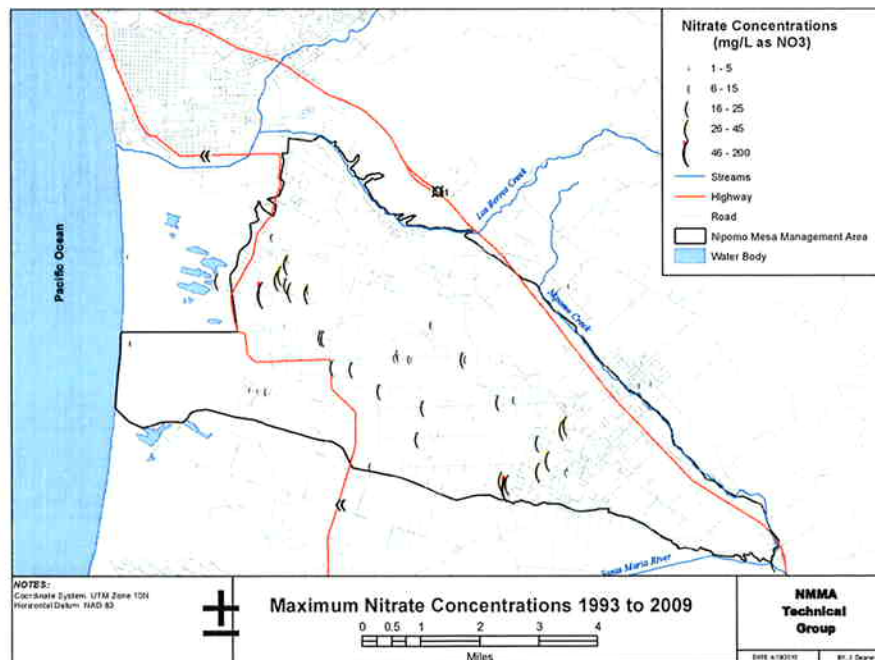 Nitrate Concentrations
(mg/L as NO3)
1 - 5
6 - 15
16 - 25
26 - 45
46 - 200
Streams
Highway
Road
Nipomo Mesa Management Area
Water Body
Pacific Ocean
Los Berros Creek
Nipomo Creek
Santa Maria River
NOTES:
Coordinate System: UTM Zone 10N
Horizontal Datum: NAD 83
Maximum Nitrate Concentrations 1993 to 2009
0 0.5 1 2 3 4
Miles
NMMA
Technical
Group